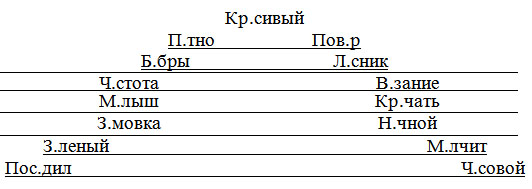 Кр.сивый
П.тно Пов.р
Б.бры Л.сник
Ч.стота В.зание
М.лыш Кр.чать
З.мовка Н.чной
З.леный М.лчит
Пос.дил Ч.совой